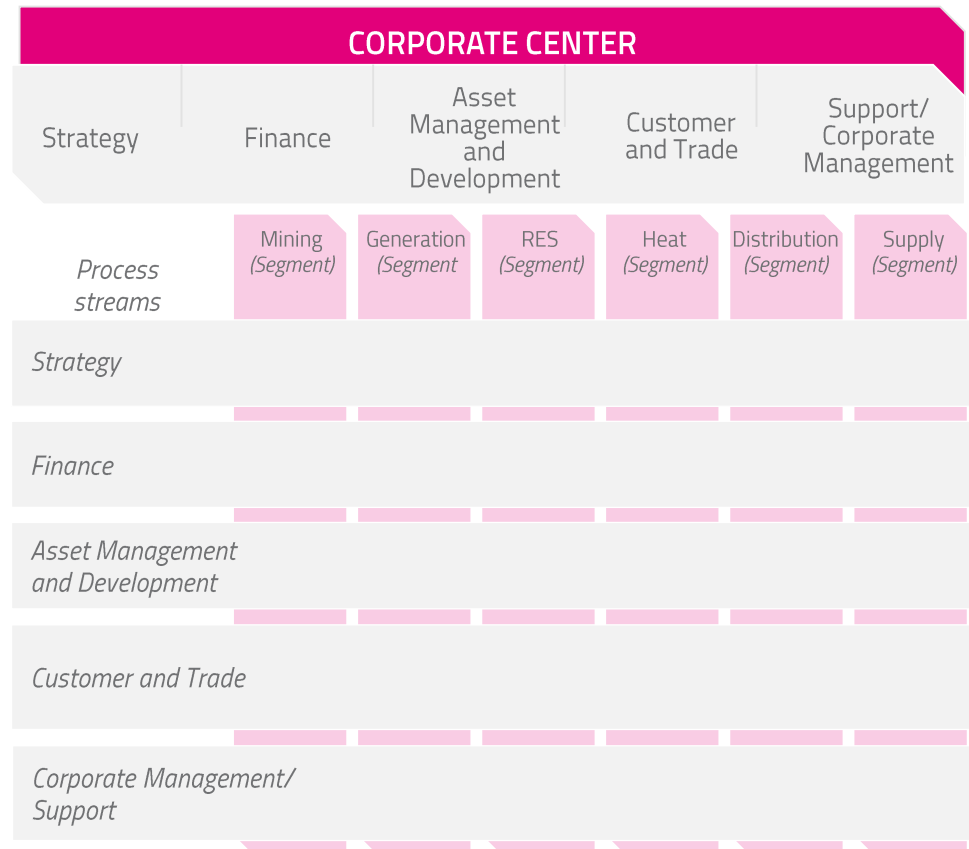 CORPORATE CENTER
Strategy
Finance
Asset
Management
and
Development
Customer
and Trade
Support/
Corporate
Management
Process
streams
Mining
(Segment)
Generation
(Segment
RES
(Segment)
Heat
(Segment)
Distribution
(Segment)
Supply
(Segment)
Strategy
Finance
Asset Management
and Development
Customer and Trade
Corporate Management/
Support